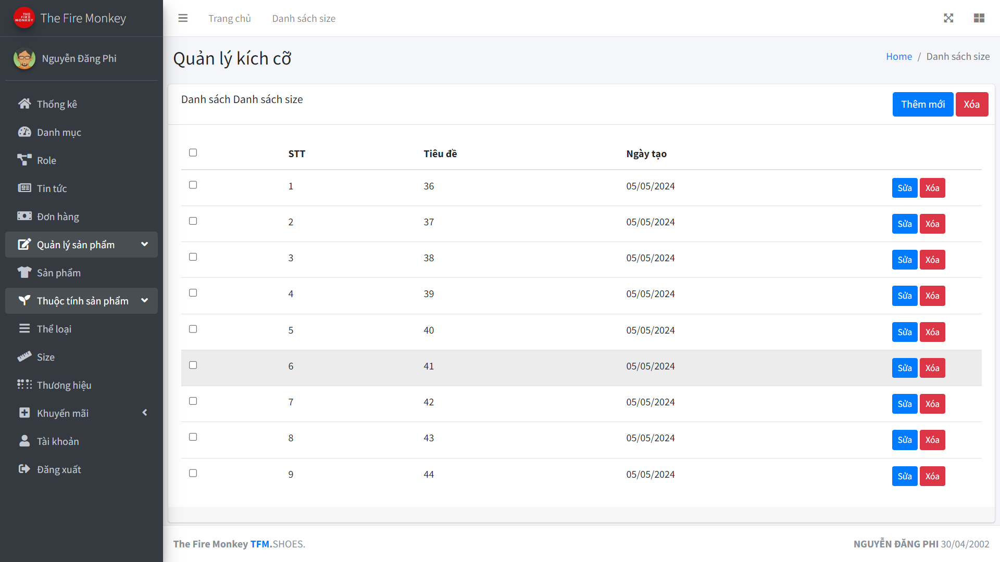 THE FIRE MONKEY The Fire Monkey
Trang chủ Danh sách size
Nguyễn Đăng Phi
Quản lý kích cỡ
Home / Danh sách size
Danh sách Danh sách size
Thêm mới Xóa
Thống kê
Danh mục
Role
Tin tức
Đơn hàng
Quản lý sản phẩm
Sản phẩm
Thuộc tính sản phẩm
Thể loại
Size
Thương hiệu
Khuyến mãi
Tài khoản
Đăng xuất
STT Tiêu đề Ngày tạo
1 36 05/05/2024 Sửa Xóa
2 37 05/05/2024 Sửa Xóa
3 38 05/05/2024 Sửa Xóa
4 39 05/05/2024 Sửa Xóa
5 40 05/05/2024 Sửa Xóa
6 41 05/05/2024 Sửa Xóa
7 42 05/05/2024 Sửa Xóa
8 43 05/05/2024 Sửa Xóa
9 44 05/05/2024 Sửa Xóa
The Fire Monkey TFM.SHOES.
NGUYỄN ĐĂNG PHI 30/04/2002